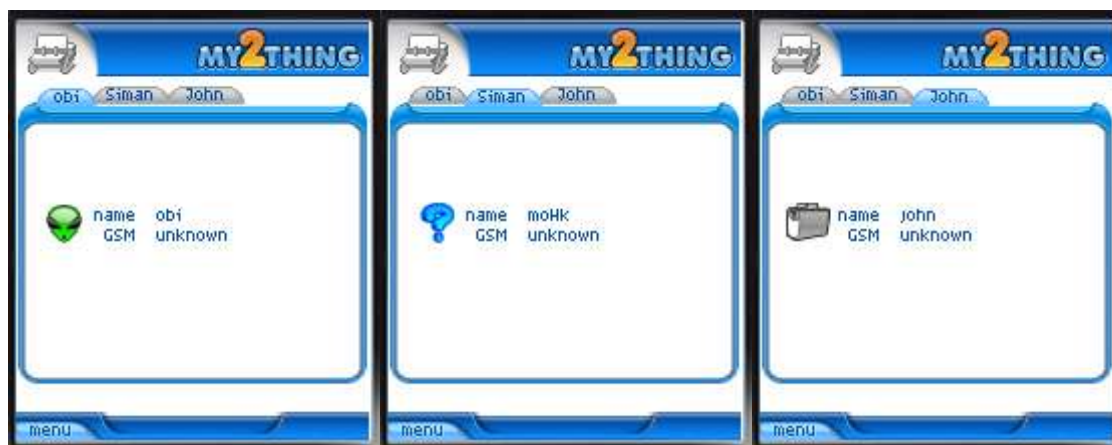 MY2THING
obi Siman John
name obi
GSM unknown
menu
MY2THING
obi Siman John
name moHk
GSM unknown
menu
MY2THING
obi Siman John
name john
GSM unknown
menu